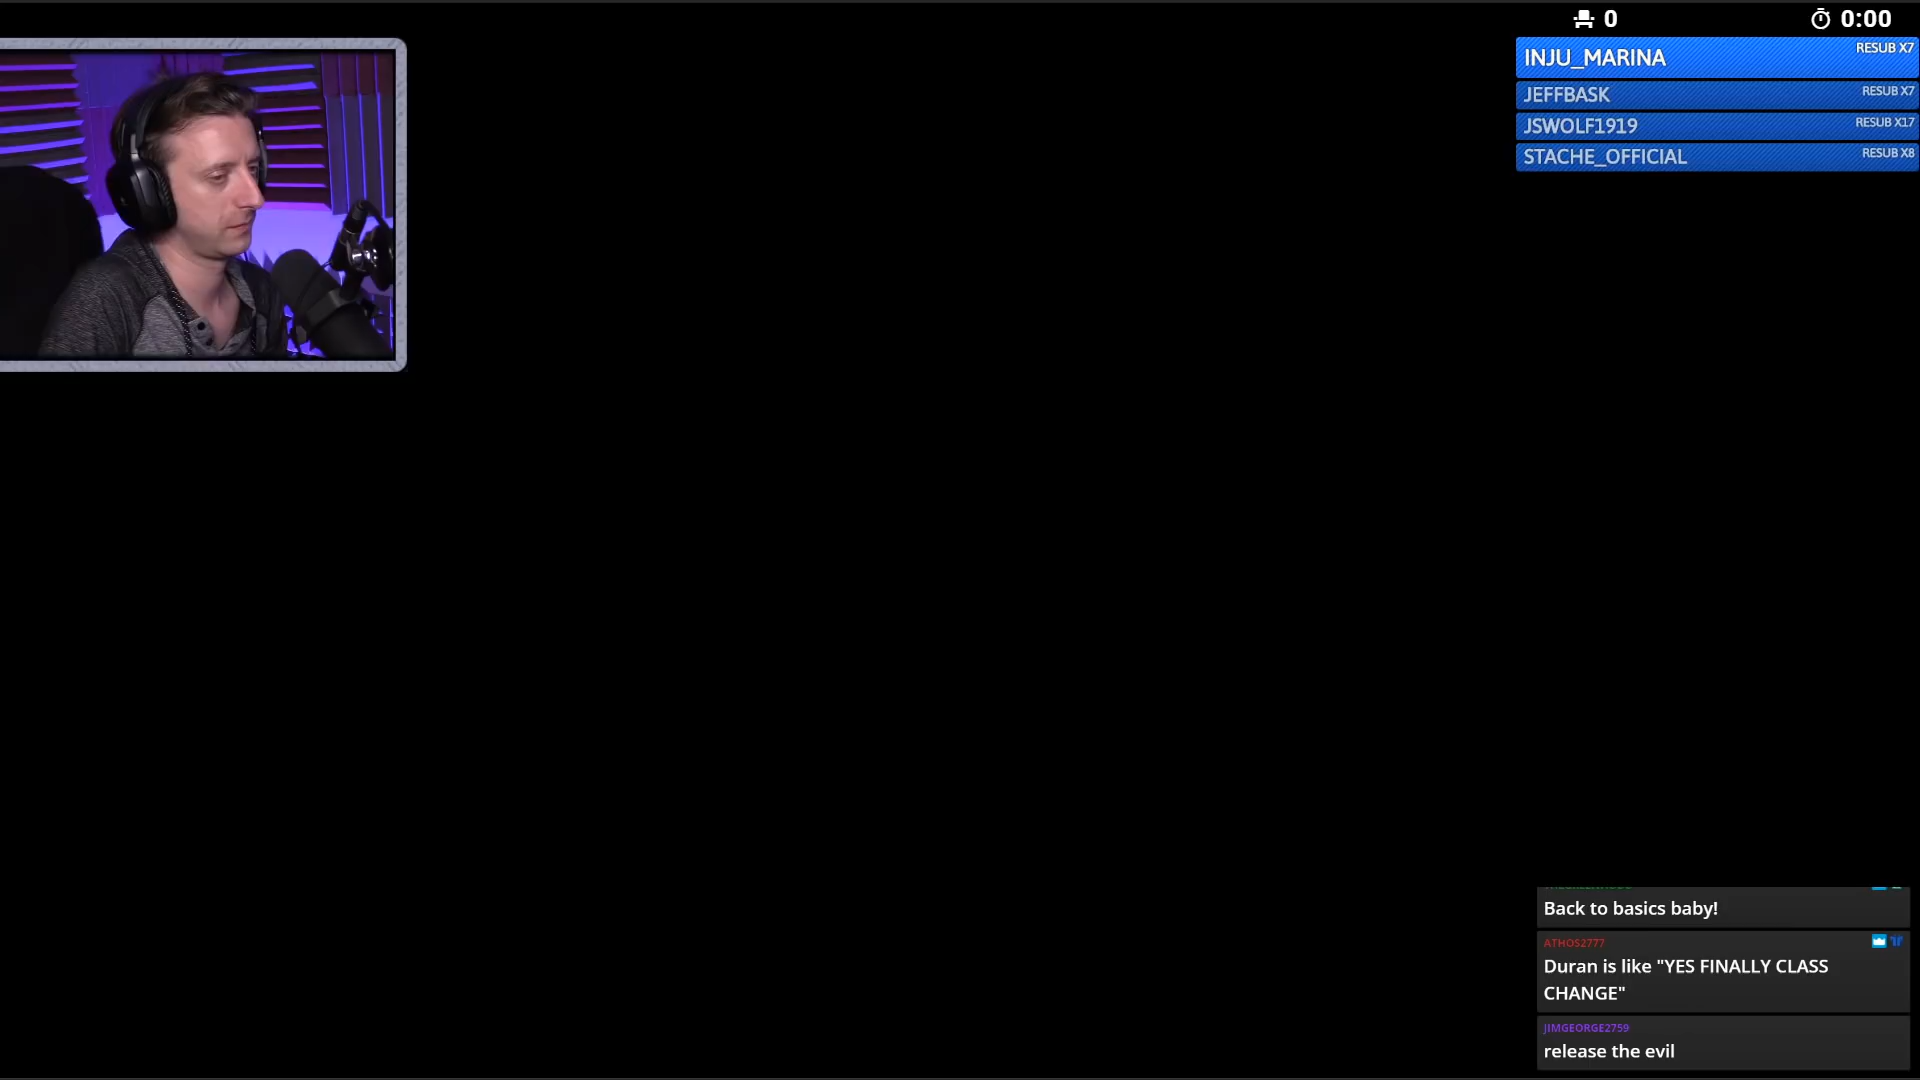 0 0:00
INJU_MARINA RESUB X7
JEFFBASK RESUB X7
JSWOLF1919 RESUB X17
STACHE_OFFICIAL RESUB X8
Back to basics baby!
ATHOS2777
Duran is like "YES FINALLY CLASS
CHANGE"
JIMGEORGE2759
release the evil